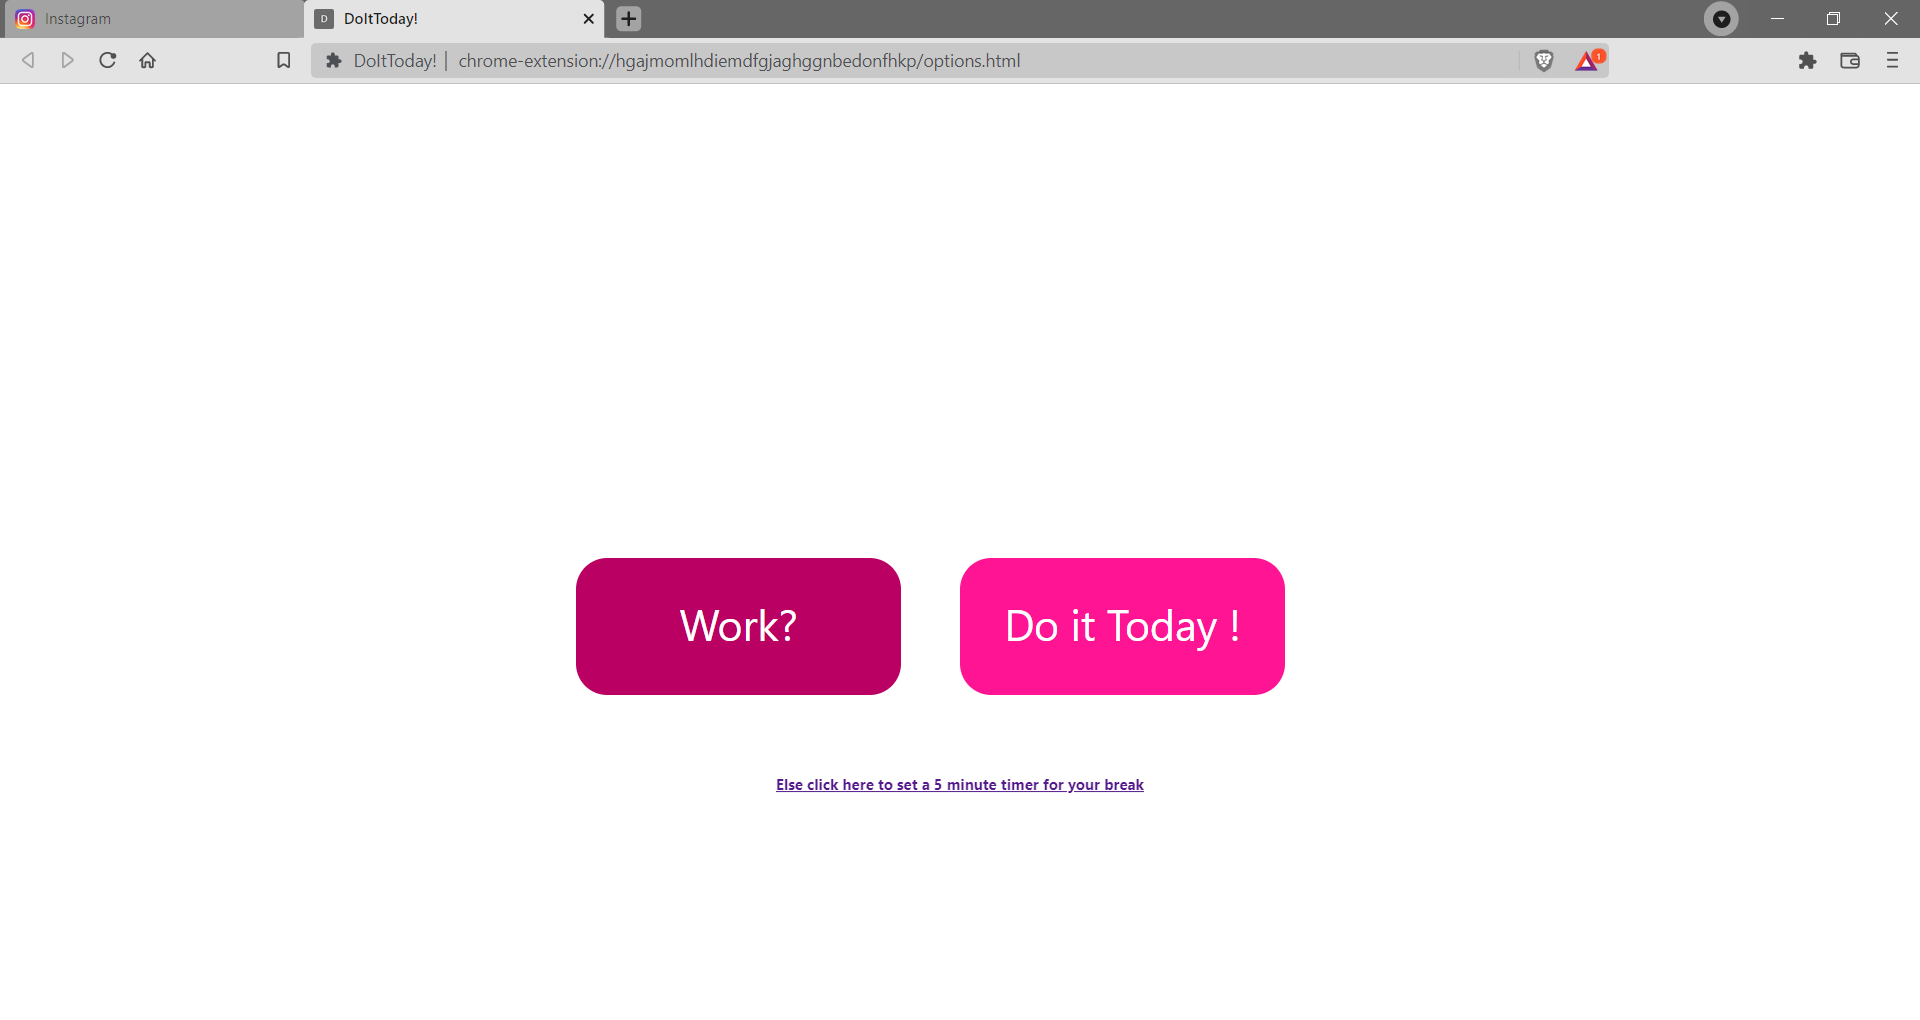 Instagram
D DoItToday!
DoItToday! | chrome-extension://hgajmomlhdiemdfgjaghggnbedonfhkp/options.html
1
Work?
Do it Today !
Else click here to set a 5 minute timer for your break